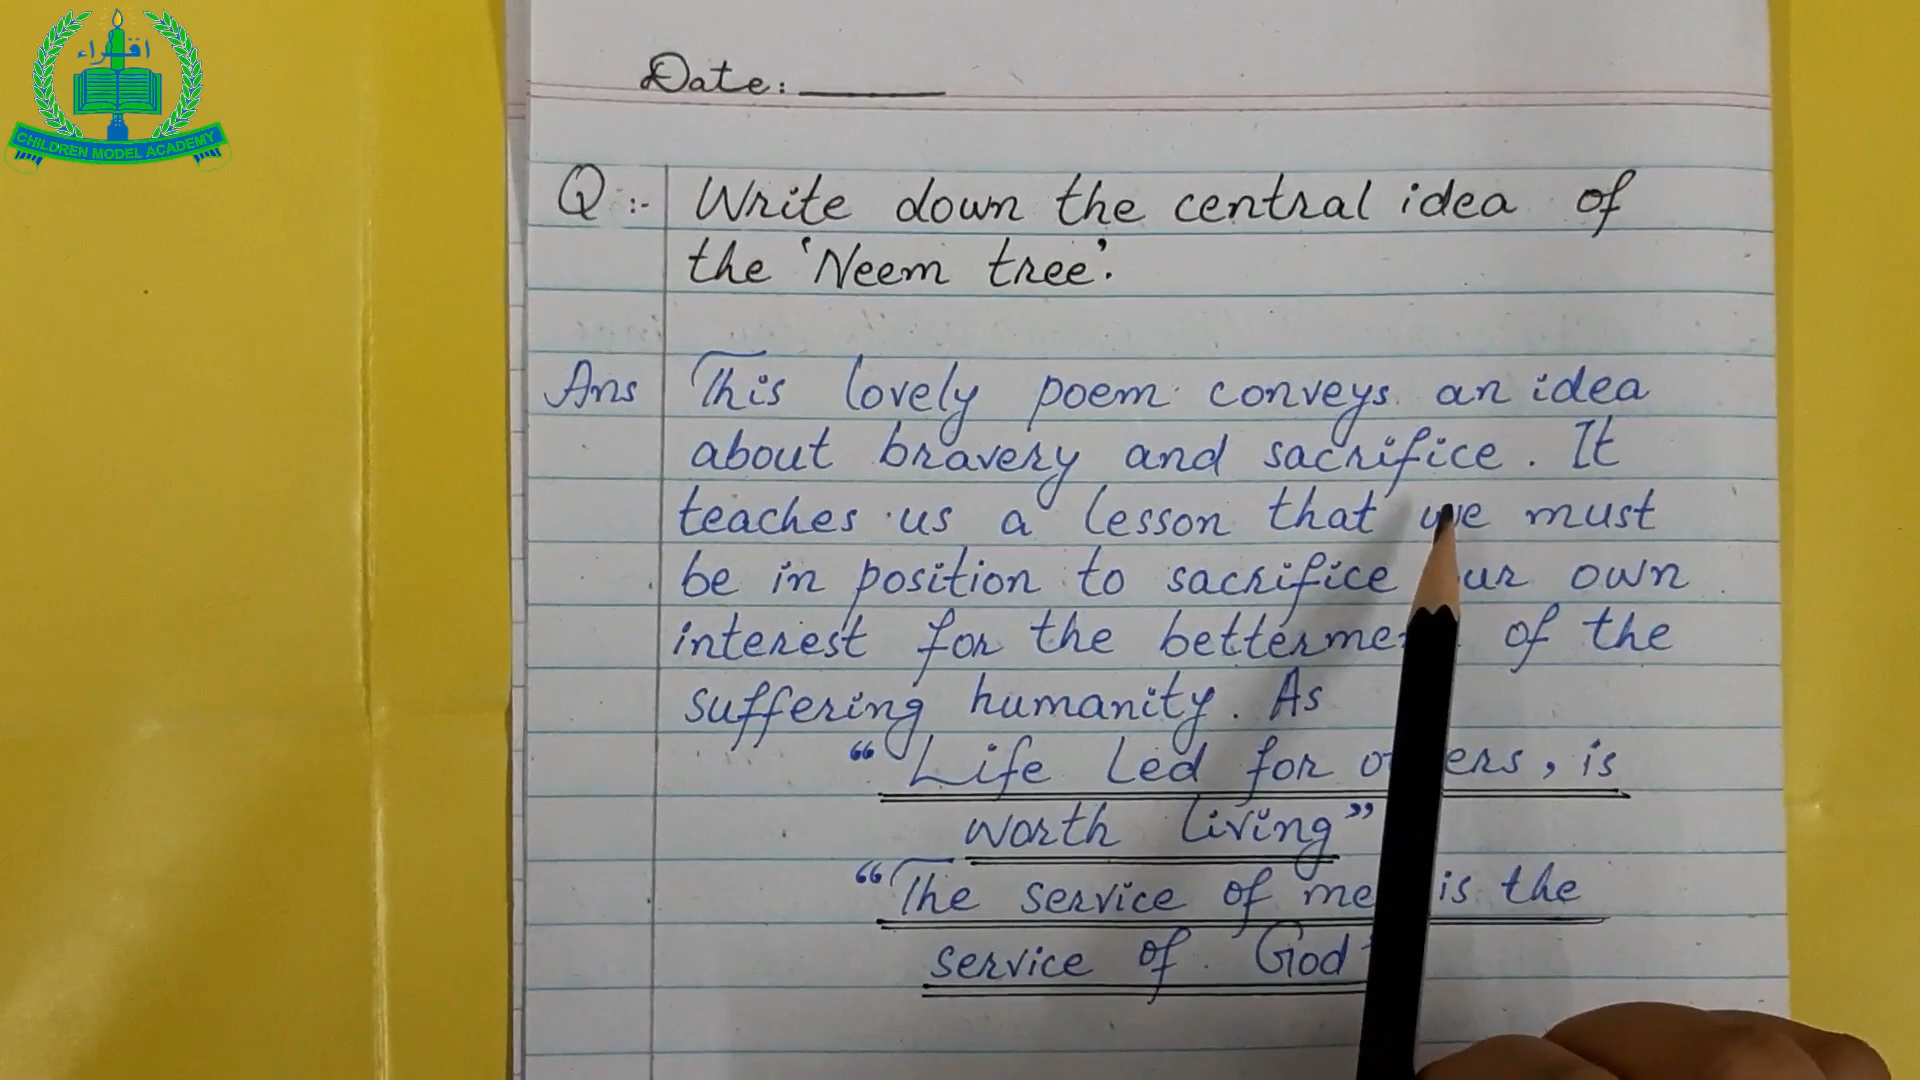 اقراء
CHILDREN MODEL ACADEMY
Date: ______
Q:- Write down the central idea of
the 'Neem tree'.
Ans This lovely poem conveys an idea
about bravery and sacrifice. It
teaches us a lesson that we must
be in position to sacrifice own
interest for the of the
suffering humanity. As
"Life Led for , is
worth living"
"The service of is the
service of God